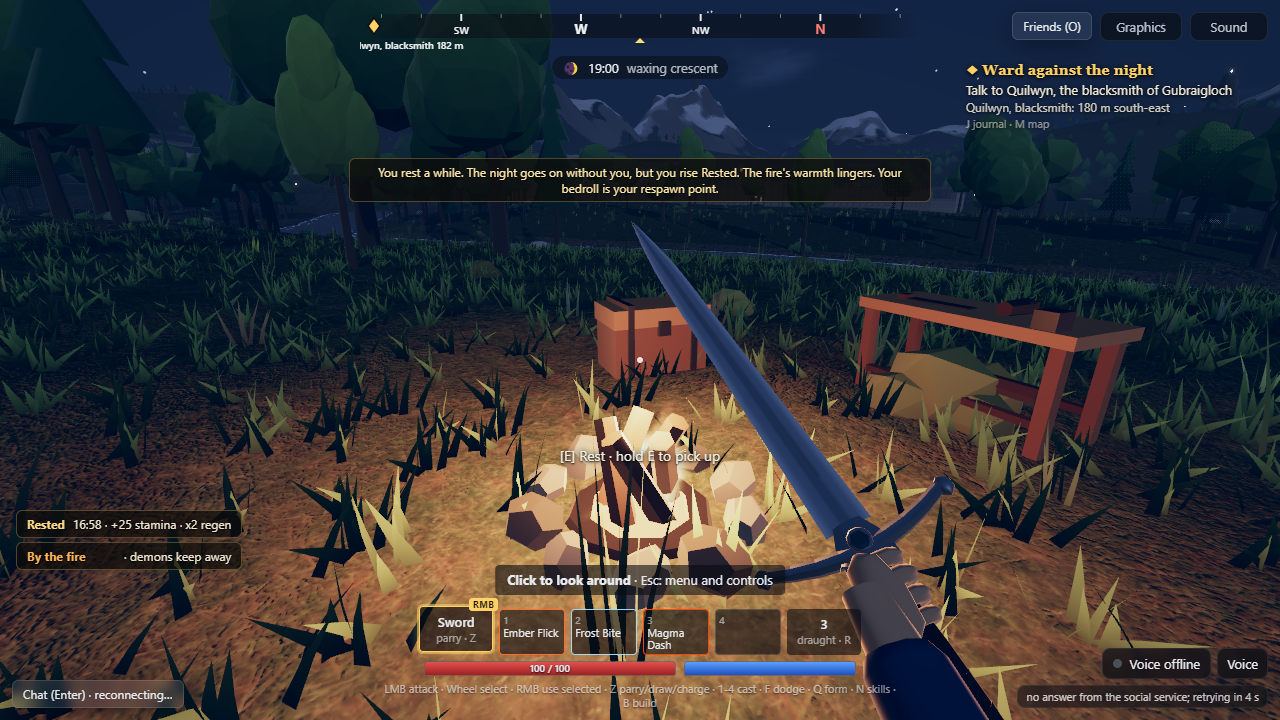 SW W NW N
lwyn, blacksmith 182 m
19:00 waxing crescent
Friends (O) Graphics Sound
Ward against the night
Talk to Quilwyn, the blacksmith of Gubraigloch
Quilwyn, blacksmith: 180 m south-east
J journal · M map
You rest a while. The night goes on without you, but you rise Rested. The fire's warmth lingers. Your
bedroll is your respawn point.
[E] Rest · hold E to pick up
Rested 16:58 · +25 stamina · x2 regen
By the fire · demons keep away
Click to look around · Esc: menu and controls
RMB
Sword
parry · Z
1
Ember Flick
2
Frost Bite
3
Magma
Dash
4
3
draught · R
100 / 100
LMB attack · Wheel select · RMB use selected · Z parry/draw/charge · 1-4 cast · F dodge · Q form · N skills ·
B build
Chat (Enter) · reconnecting...
Voice offline Voice
no answer from the social service; retrying in 4 s